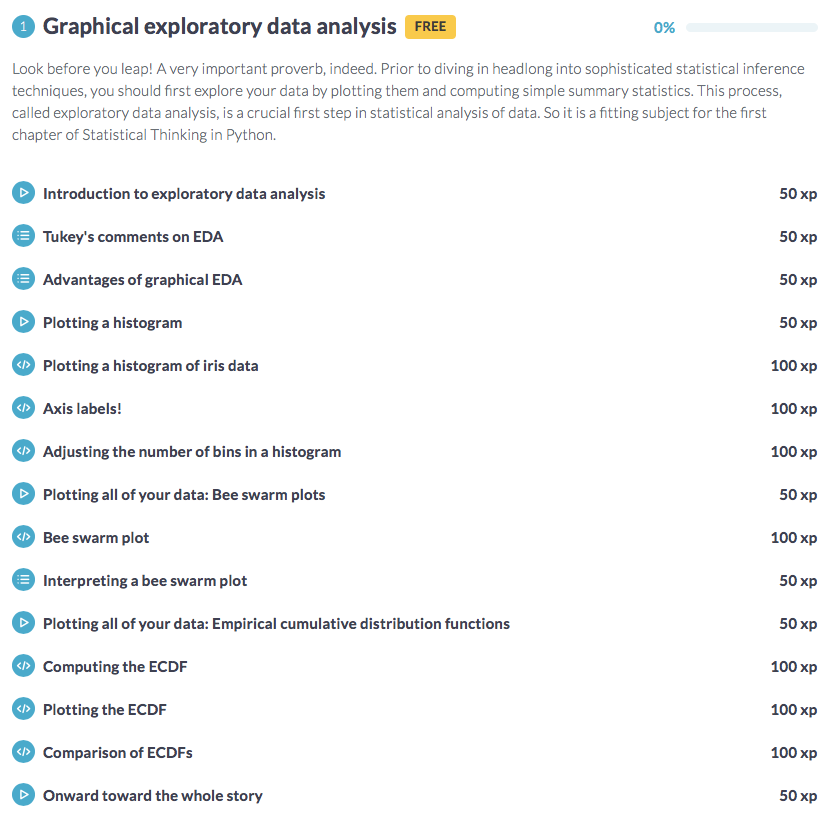 1 Graphical exploratory data analysis FREE 0%
Look before you leap! A very important proverb, indeed. Prior to diving in headlong into sophisticated statistical inference
techniques, you should first explore your data by plotting them and computing simple summary statistics. This process,
called exploratory data analysis, is a crucial first step in statistical analysis of data. So it is a fitting subject for the first
chapter of Statistical Thinking in Python.
Introduction to exploratory data analysis 50 xp
Tukey's comments on EDA 50 xp
Advantages of graphical EDA 50 xp
Plotting a histogram 50 xp
Plotting a histogram of iris data 100 xp
Axis labels! 100 xp
Adjusting the number of bins in a histogram 100 xp
Plotting all of your data: Bee swarm plots 50 xp
Bee swarm plot 100 xp
Interpreting a bee swarm plot 50 xp
Plotting all of your data: Empirical cumulative distribution functions 50 xp
Computing the ECDF 100 xp
Plotting the ECDF 100 xp
Comparison of ECDFs 100 xp
Onward toward the whole story 50 xp